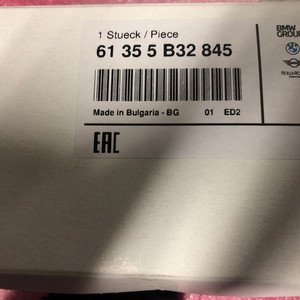 1 Stueck / Piece
61 35 5 B32 845
Made in Bulgaria - BG 01 ED2
EAC
BMW
GROUP